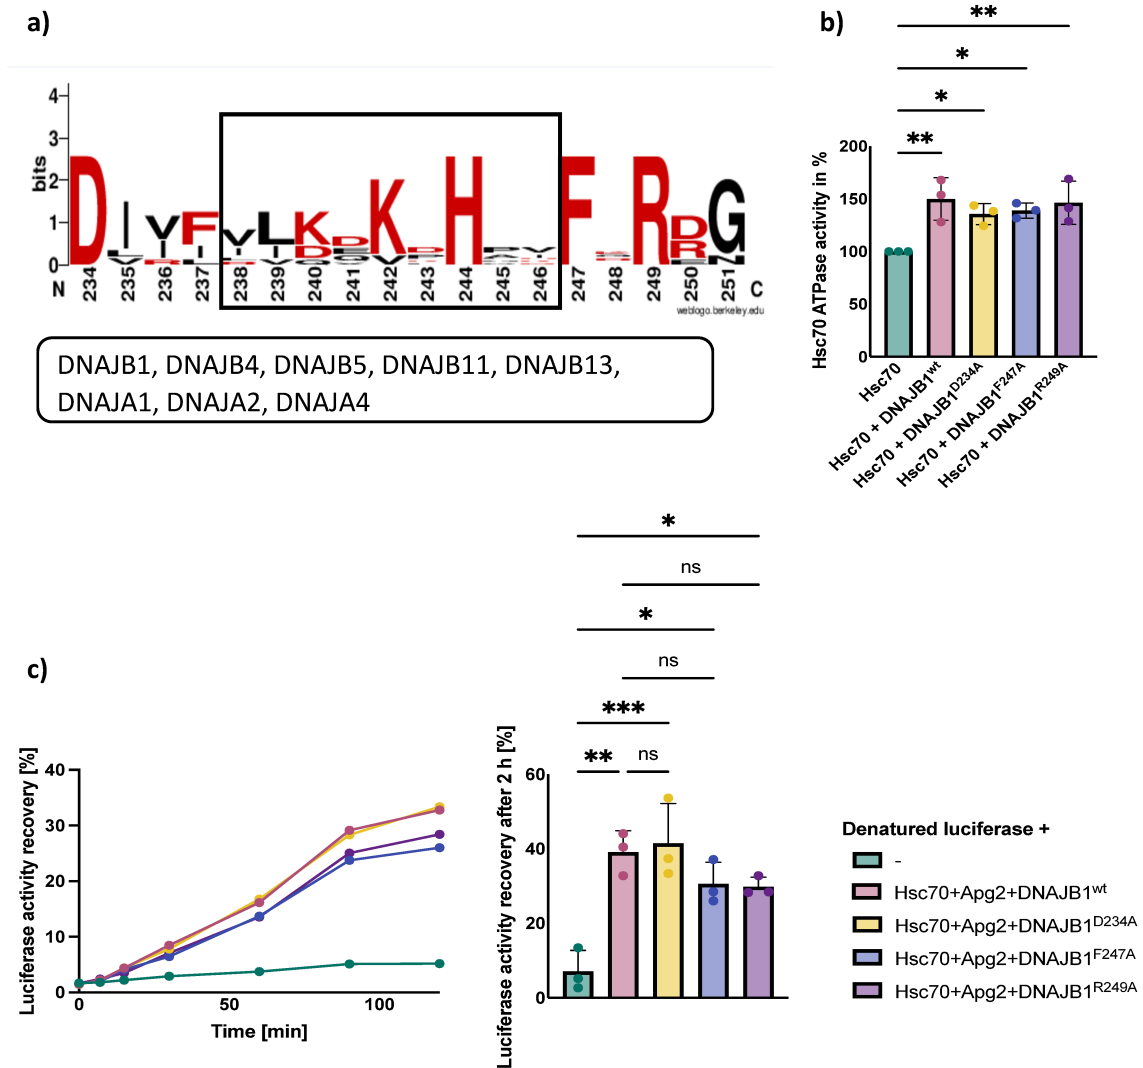 a)
4
3
2
1
0
bits
D
F
K
K
H
F
R
G
N
234
235
236
237
238
239
240
241
242
243
244
245
246
247
248
249
250
251
C
weblogo.berkeley.edu
DNAJB1, DNAJB4, DNAJB5, DNAJB11, DNAJB13,
DNAJA1, DNAJA2, DNAJA4
b)
**
*
*
**
200
150
100
50
0
Hsc70 ATPase activity in %
Hsc70
Hsc70 + DNAJB1wt
Hsc70 + DNAJB1D234A
Hsc70 + DNAJB1F247A
Hsc70 + DNAJB1R249A
c)
40
30
20
10
0
Luciferase activity recovery [%]
0
50
100
Time [min]
*
ns
*
ns
***
**
ns
60
40
20
0
Luciferase activity recovery after 2 h [%]
Denatured luciferase +
-
Hsc70+Apg2+DNAJB1wt
Hsc70+Apg2+DNAJB1D234A
Hsc70+Apg2+DNAJB1F247A
Hsc70+Apg2+DNAJB1R249A